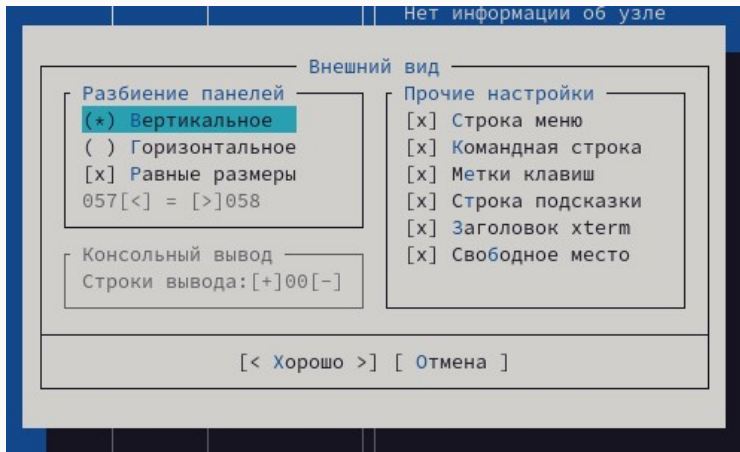 Нет информации об узле
Внешний вид
Разбиение панелей
(*) Вертикальное
( ) Горизонтальное
[x] Равные размеры
057[<] = [>]058
Консольный вывод
Строки вывода:[+]00[-]
Прочие настройки
[x] Строка меню
[x] Командная строка
[x] Метки клавиш
[x] Строка подсказки
[x] Заголовок xterm
[x] Свободное место
[< Хорошо >] [ Отмена ]